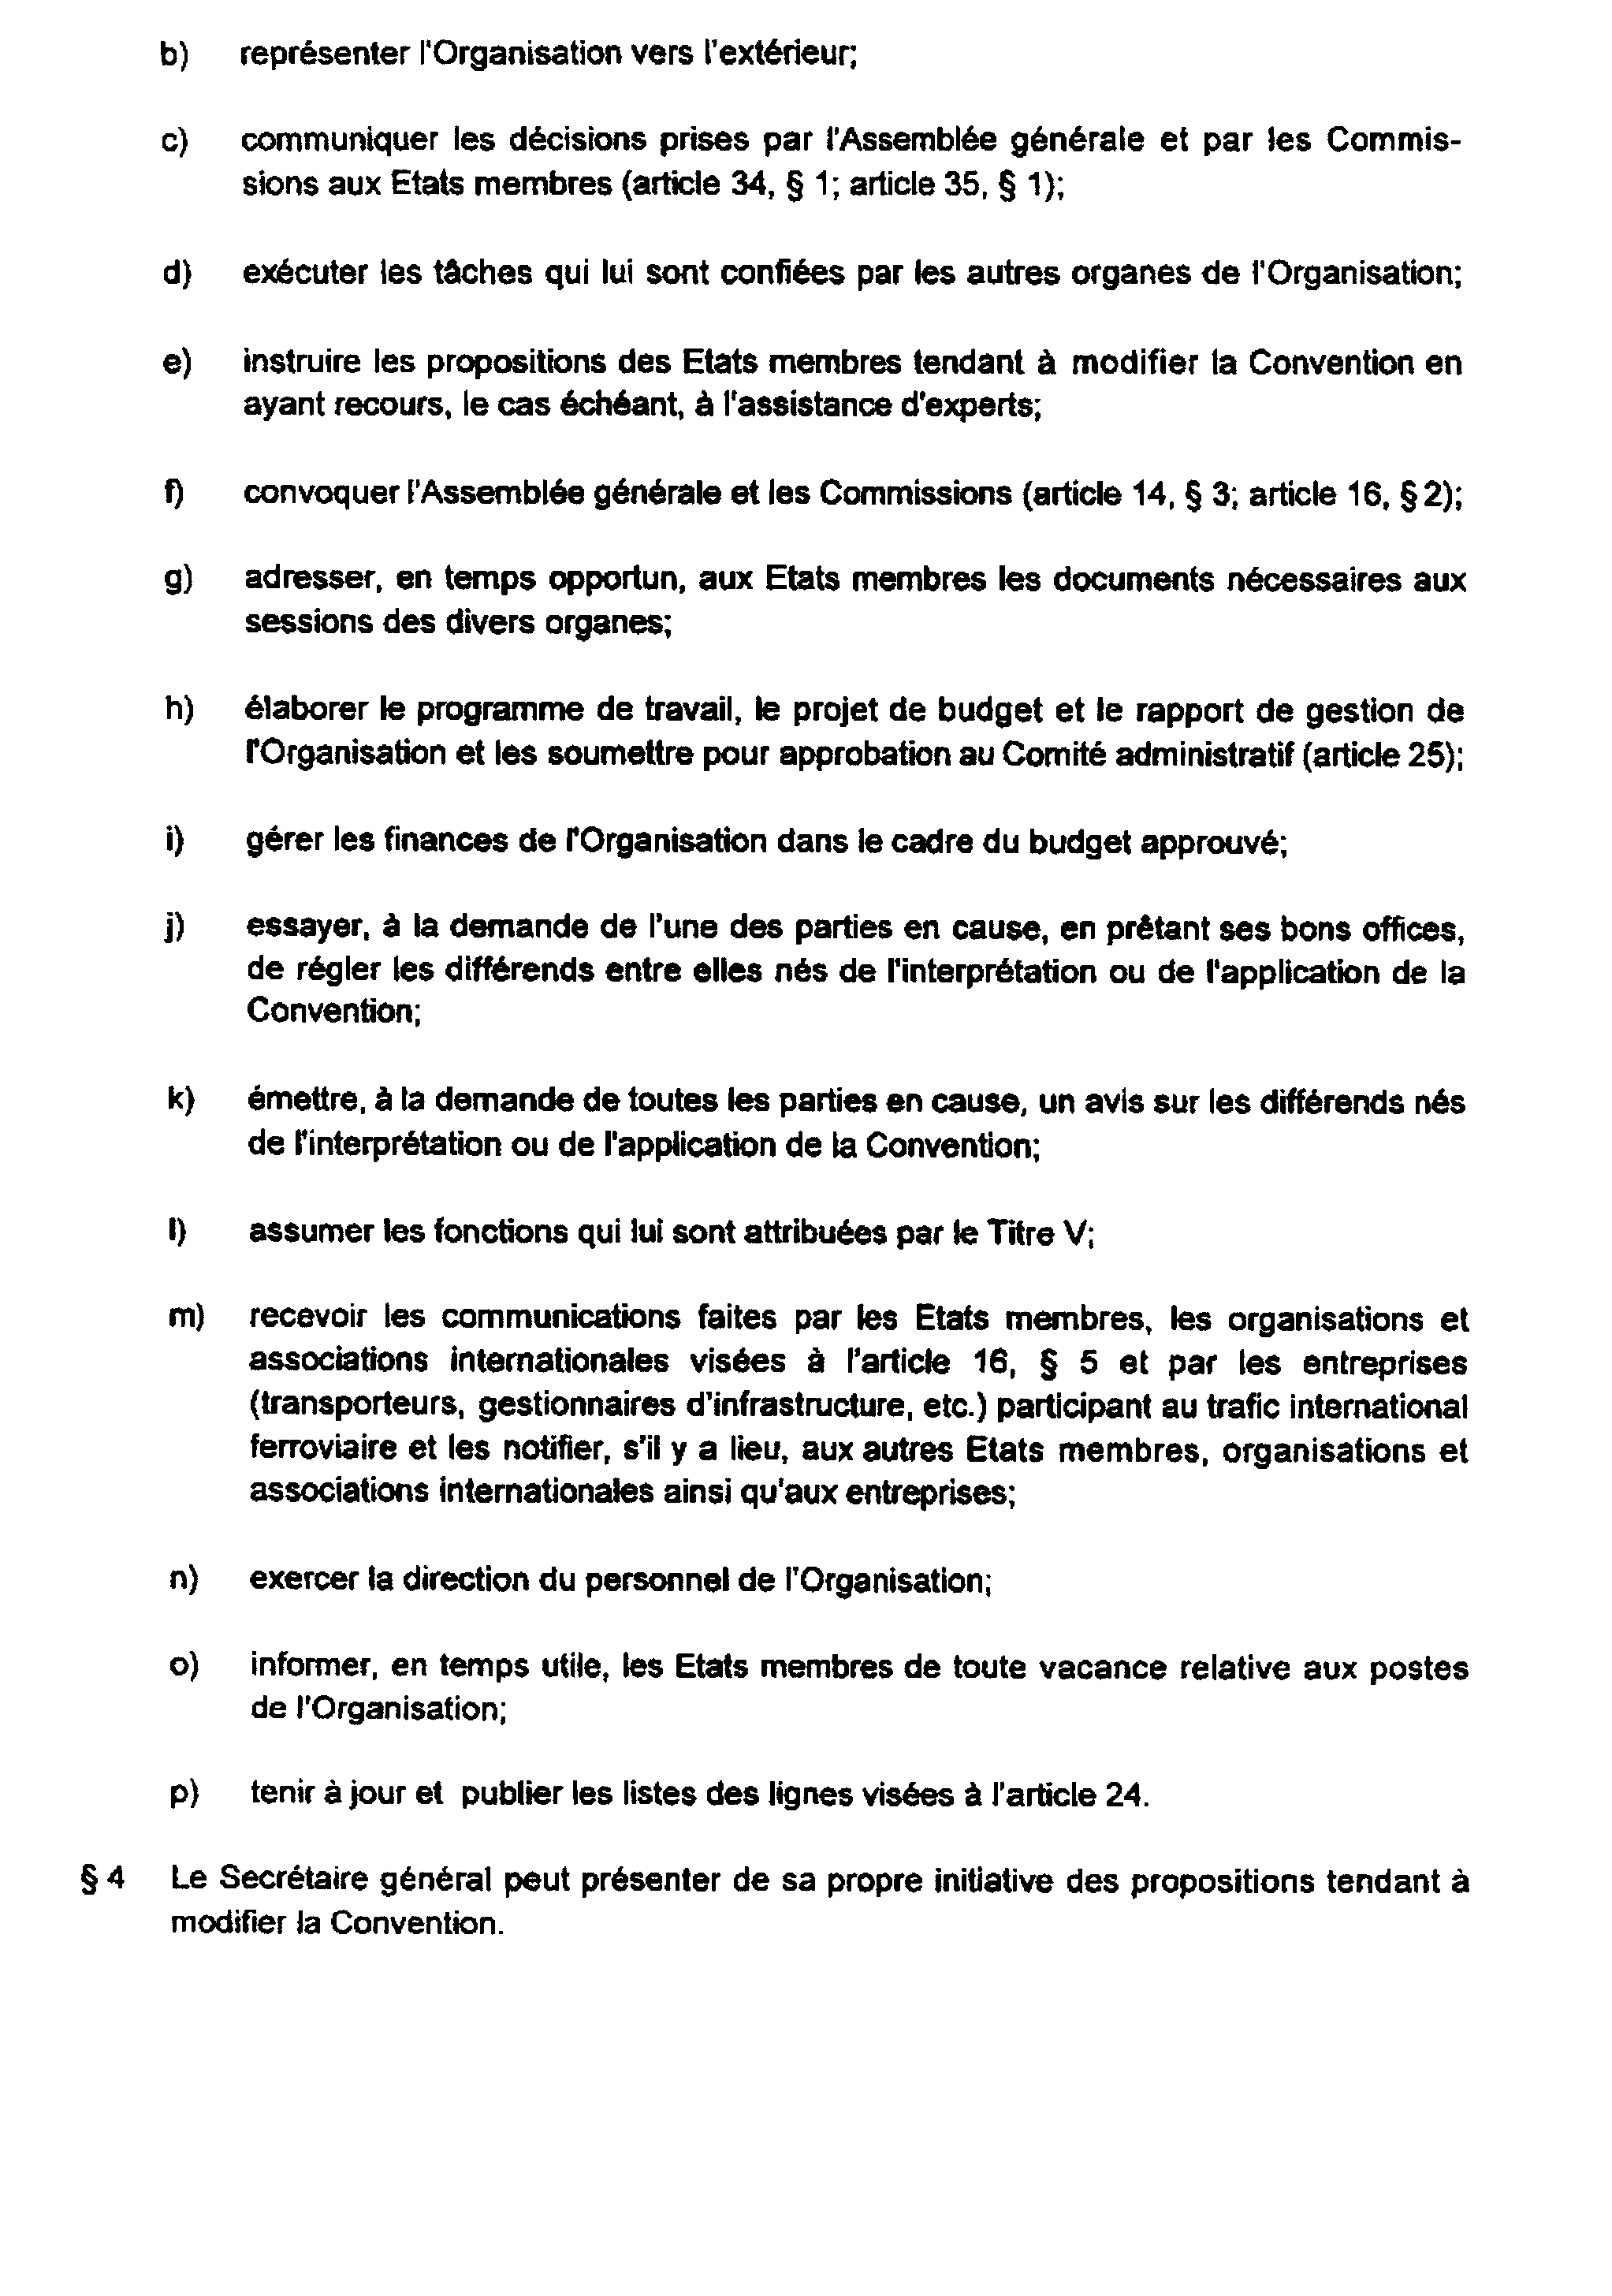 b) représenter l'Organisation vers l'extérieur;
c) communiquer les décisions prises par l'Assemblée générale et par les Commis-
sions aux Etats membres (article 34, § 1; article 35, § 1);
d) exécuter les tâches qui lui sont confiées par les autres organes de l'Organisation;
e) instruire les propositions des Etats membres tendant à modifier la Convention en
ayant recours, le cas échéant, à l'assistance d'experts;
f) convoquer l'Assemblée générale et les Commissions (article 14, § 3; article 16, § 2);
g) adresser, en temps opportun, aux Etats membres les documents nécessaires aux
sessions des divers organes;
h) élaborer le programme de travail, le projet de budget et le rapport de gestion de
l'Organisation et les soumettre pour approbation au Comité administratif (article 25);
i) gérer les finances de l'Organisation dans le cadre du budget approuvé;
j) essayer, à la demande de l'une des parties en cause, en prêtant ses bons offices,
de régler les différends entre elles nés de l'interprétation ou de l'application de la
Convention;
k) émettre, à la demande de toutes les parties en cause, un avis sur les différends nés
de l'interprétation ou de l'application de la Convention;
l) assumer les fonctions qui lui sont attribuées par le Titre V;
m) recevoir les communications faites par les Etats membres, les organisations et
associations internationales visées à l'article 16, § 5 et par les entreprises
(transporteurs, gestionnaires d'infrastructure, etc.) participant au trafic international
ferroviaire et les notifier, s'il y a lieu, aux autres Etats membres, organisations et
associations internationales ainsi qu'aux entreprises;
n) exercer la direction du personnel de l'Organisation;
o) informer, en temps utile, les Etats membres de toute vacance relative aux postes
de l'Organisation;
p) tenir à jour et publier les listes des lignes visées à l'article 24.
§ 4 Le Secrétaire général peut présenter de sa propre initiative des propositions tendant à
modifier la Convention.